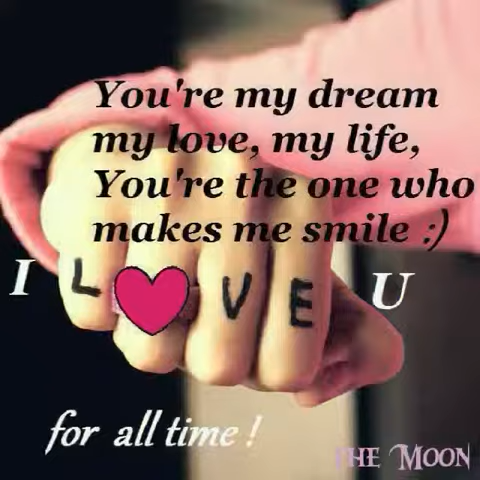 You're my dream
my love, my life,
You're the one who
makes me smile :)
I L❤VE U
for all time !
THE MOON